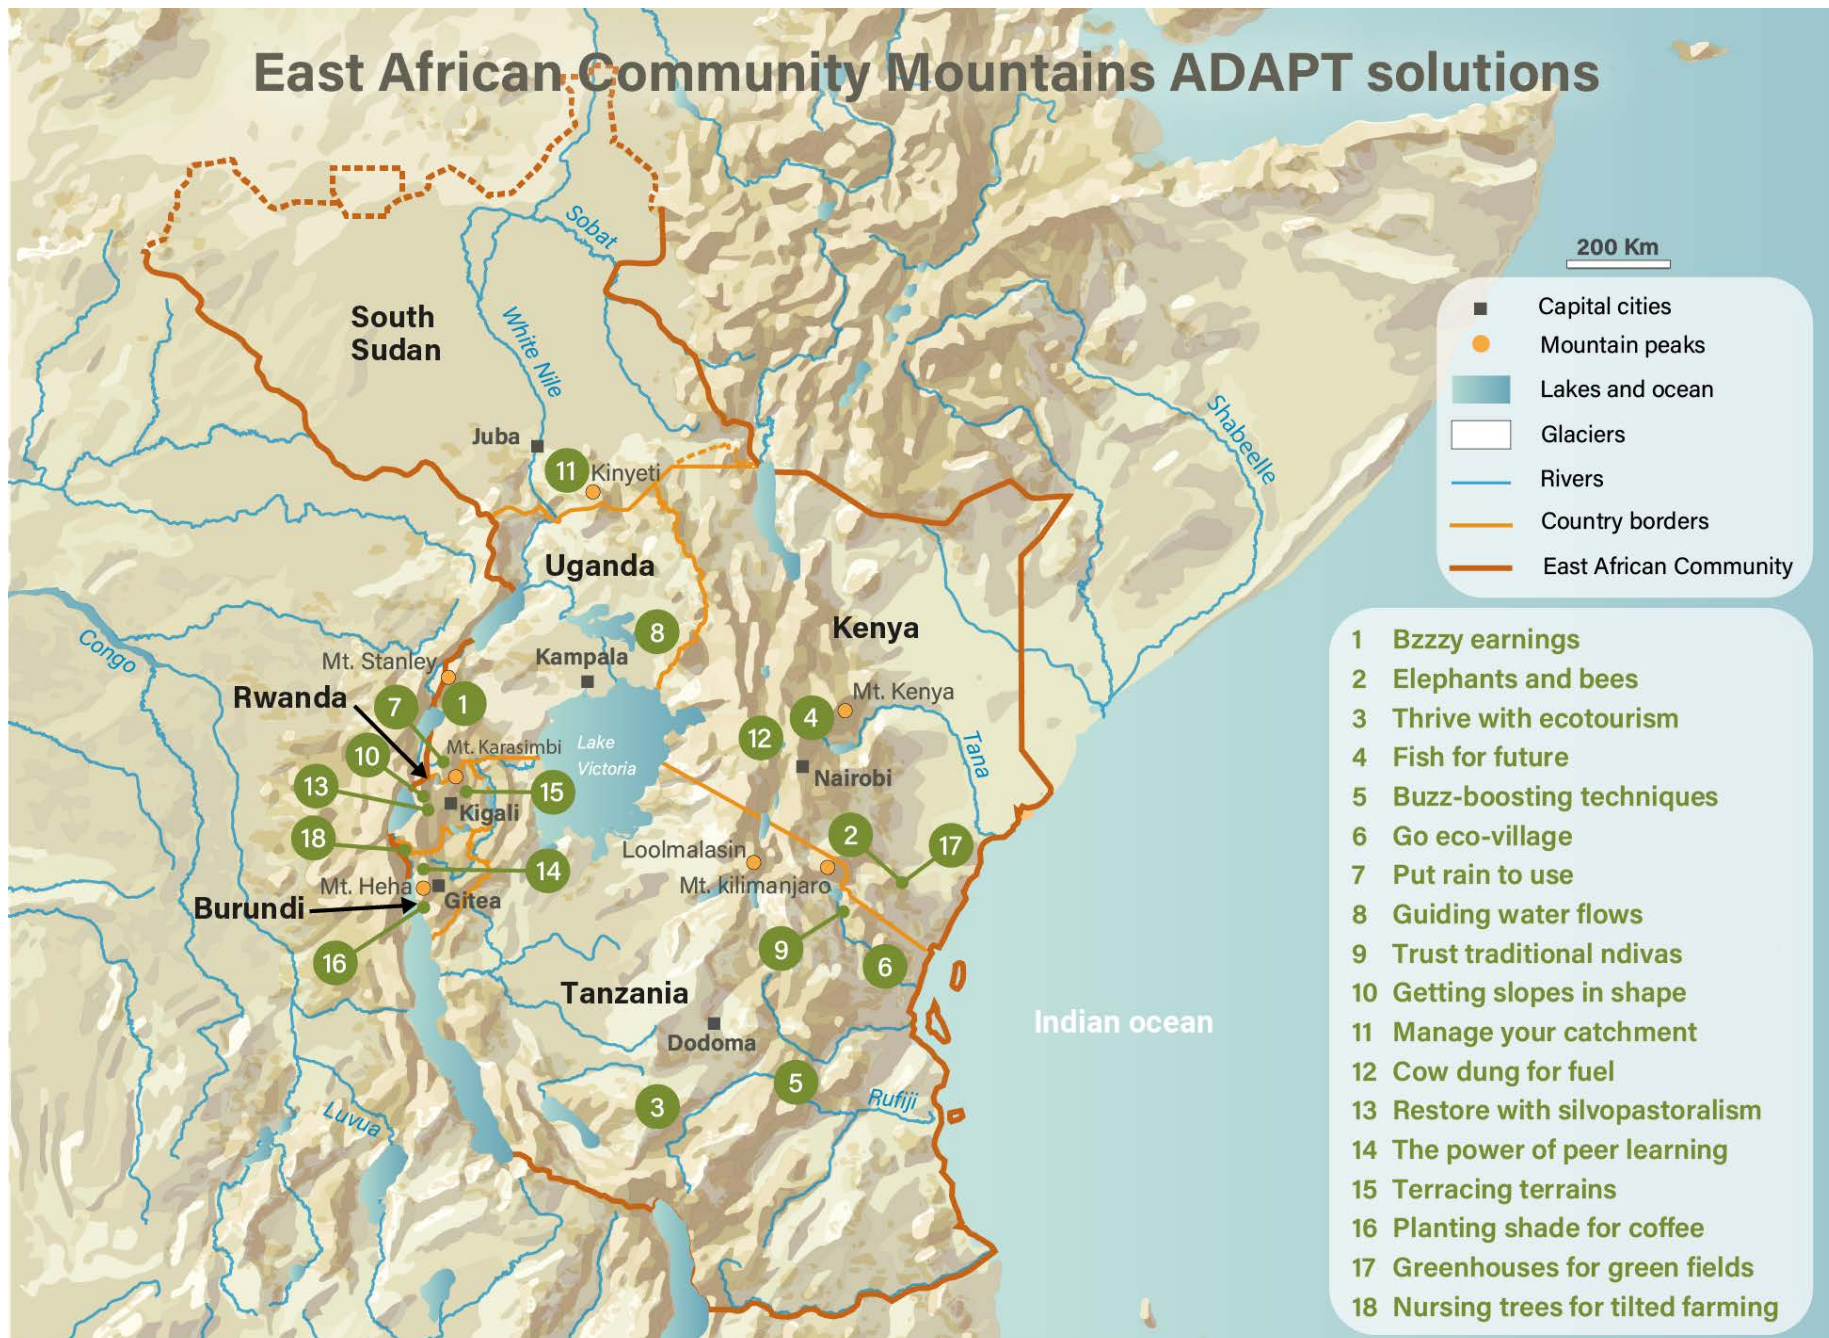 East African Community Mountains ADAPT solutions
Sobat
200 Km
Capital cities
Mountain peaks
Lakes and ocean
Glaciers
Rivers
Country borders
East African Community
South
Sudan
White Nile
Shabeelle
Juba
11
Kinyeti
Uganda
8
Kenya
Congo
Kampala
Mt. Stanley
Rwanda
7
1
Mt. Kenya
4
12
Lake
Victoria
Mt. Karasimbi
10
Tana
Nairobi
13
15
Kigali
18
2
17
Loolmalasin
14
Mt. kilimanjaro
Mt. Heha
Gitea
Burundi
16
9
6
Tanzania
Indian ocean
Dodoma
5
3
Rufiji
Luvua
1 Bzzzy earnings
2 Elephants and bees
3 Thrive with ecotourism
4 Fish for future
5 Buzz-boosting techniques
6 Go eco-village
7 Put rain to use
8 Guiding water flows
9 Trust traditional ndivas
10 Getting slopes in shape
11 Manage your catchment
12 Cow dung for fuel
13 Restore with silvopastoralism
14 The power of peer learning
15 Terracing terrains
16 Planting shade for coffee
17 Greenhouses for green fields
18 Nursing trees for tilted farming